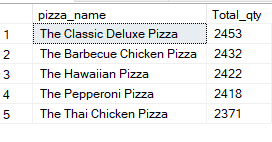 pizza_name Total_qty
1 The Classic Deluxe Pizza 2453
2 The Barbecue Chicken Pizza 2432
3 The Hawaiian Pizza 2422
4 The Pepperoni Pizza 2418
5 The Thai Chicken Pizza 2371